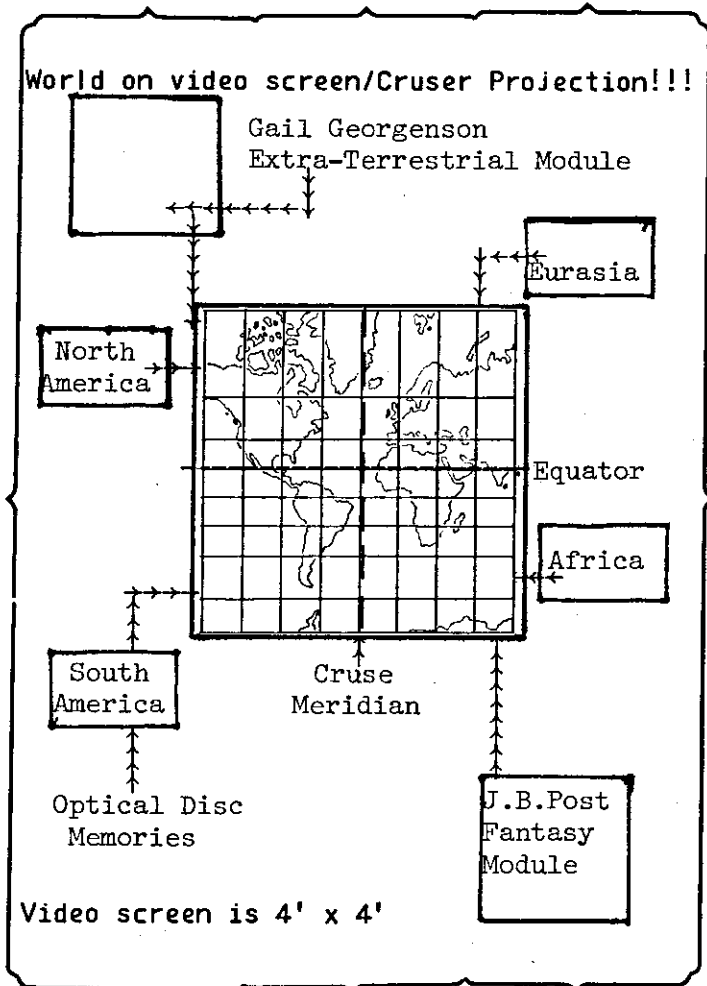 World on video screen/Cruser Projection!!!
Gail Georgenson
Extra-Terrestrial Module
Eurasia
North
America
Equator
Africa
South
America
Cruse
Meridian
Optical Disc
Memories
J.B.Post
Fantasy
Module
Video screen is 4' x 4'